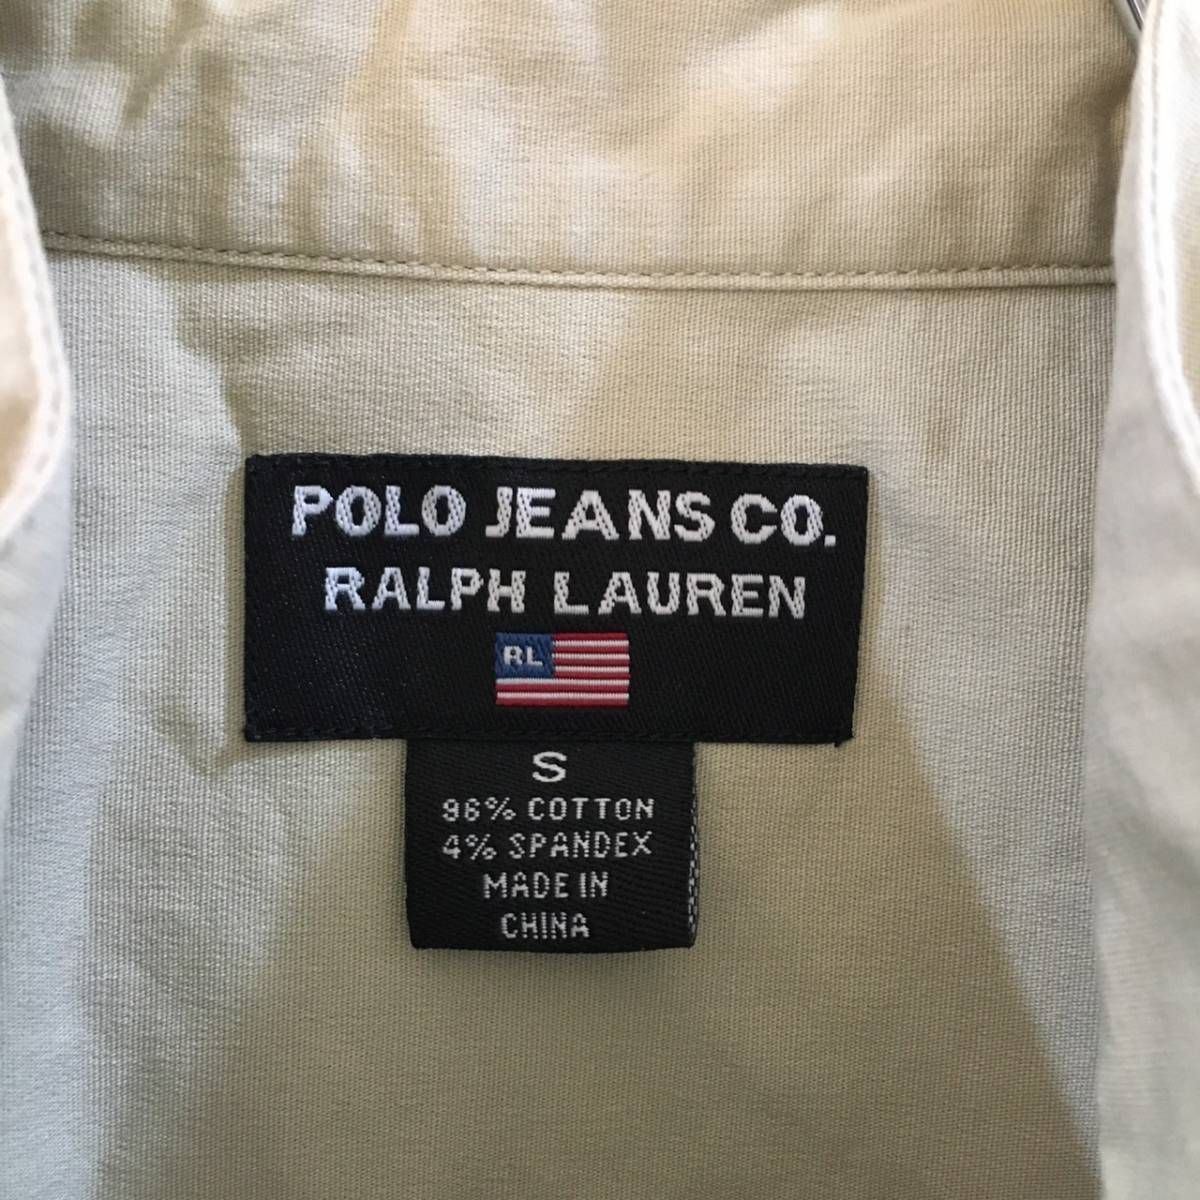 POLO JEANS CO.
RALPH LAUREN
RL
S
96% COTTON
4% SPANDEX
MADE IN
CHINA